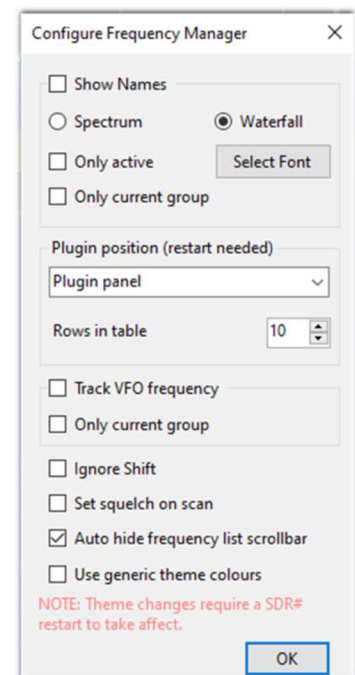 Configure Frequency Manager
Show Names
Spectrum Waterfall
Only active Select Font
Only current group
Plugin position (restart needed)
Plugin panel
Rows in table 10
Track VFO frequency
Only current group
Ignore Shift
Set squelch on scan
Auto hide frequency list scrollbar
Use generic theme colours
NOTE: Theme changes require a SDR#
restart to take affect.
OK